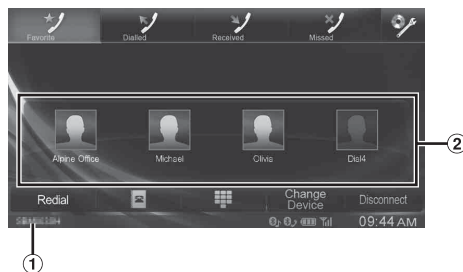 Favorite Dialled Received Missed
②
Alpine Office Michael Olivia Dial4
Redial Change Device Disconnect
09:44 AM
①